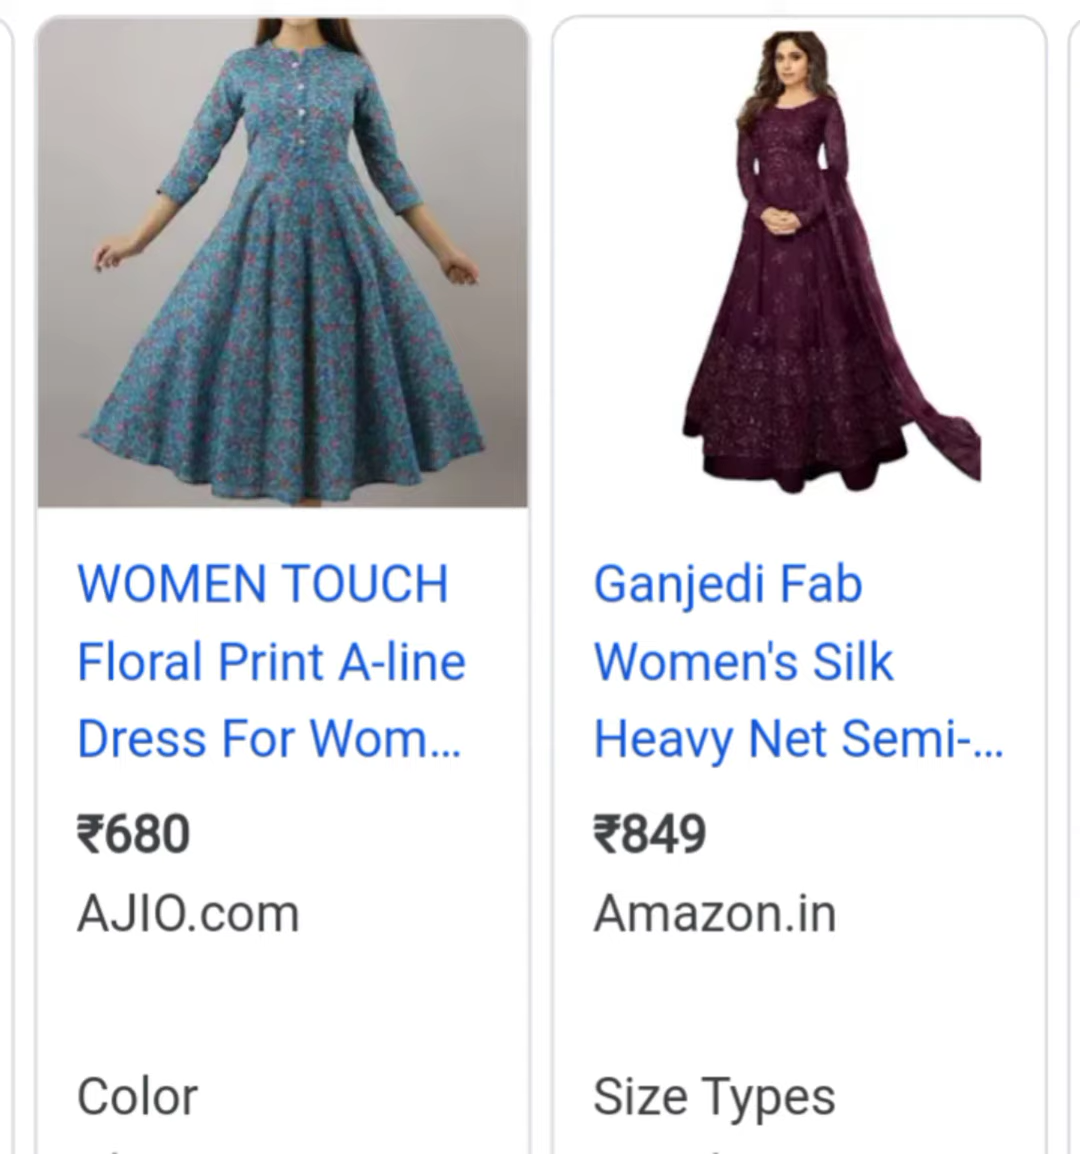 WOMEN TOUCH
Floral Print A-line
Dress For Wom...
₹680
AJIO.com
Color
Ganjedi Fab
Women's Silk
Heavy Net Semi-...
₹849
Amazon.in
Size Types